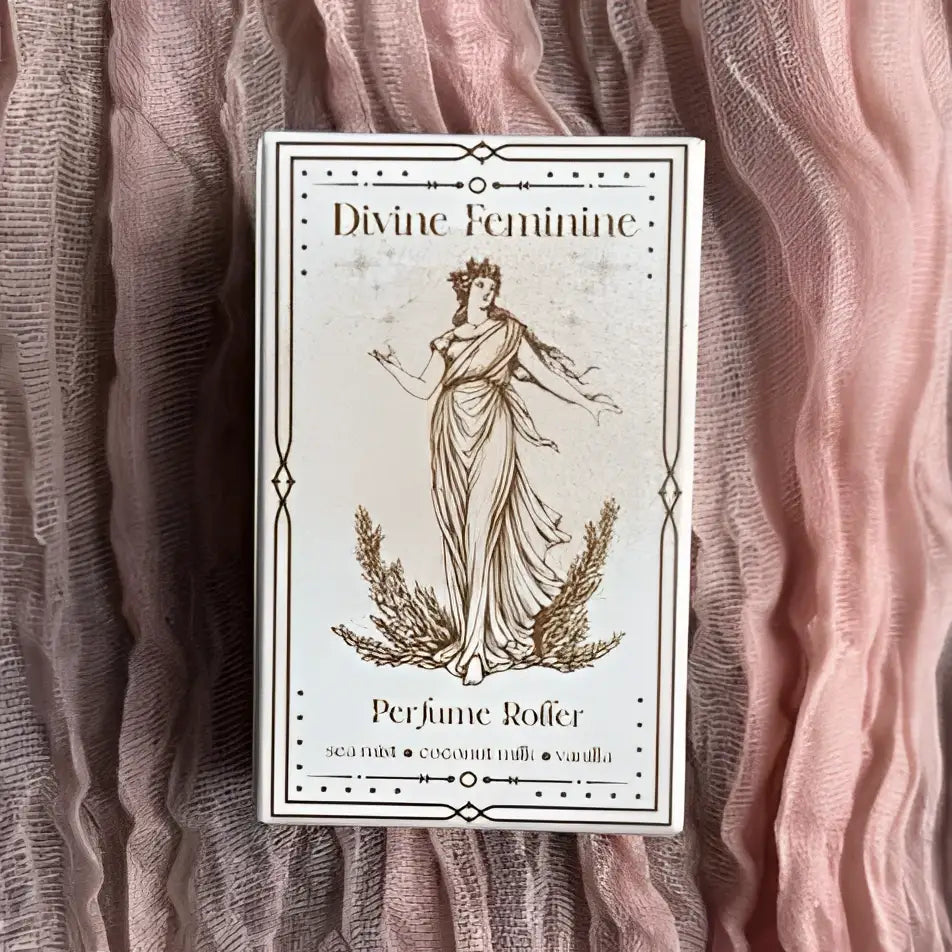 Divine Feminine
Perfume Roller
sea mist • coconut milk • vanilla